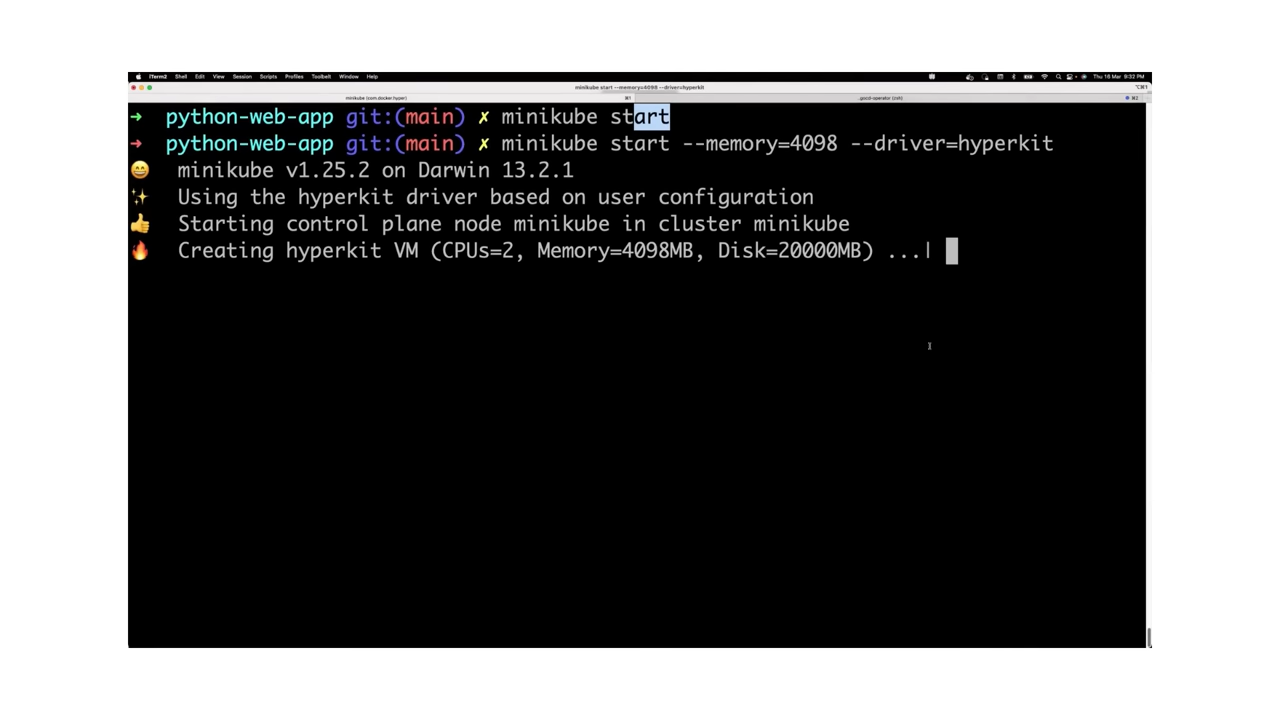 iTerm2 Shell Edit View Session Scripts Profiles Toolbelt Window Help Thu 16 Mar 9:32 PM
minikube start --memory=4098 --driver=hyperkit ⌥⌘1
minikube (com.docker.hyper) ⌘1 ⌘2
→ python-web-app git:(main) ✗ minikube start
→ python-web-app git:(main) ✗ minikube start --memory=4098 --driver=hyperkit
😄 minikube v1.25.2 on Darwin 13.2.1
✨ Using the hyperkit driver based on user configuration
👍 Starting control plane node minikube in cluster minikube
🔥 Creating hyperkit VM (CPUs=2, Memory=4098MB, Disk=20000MB) ...|